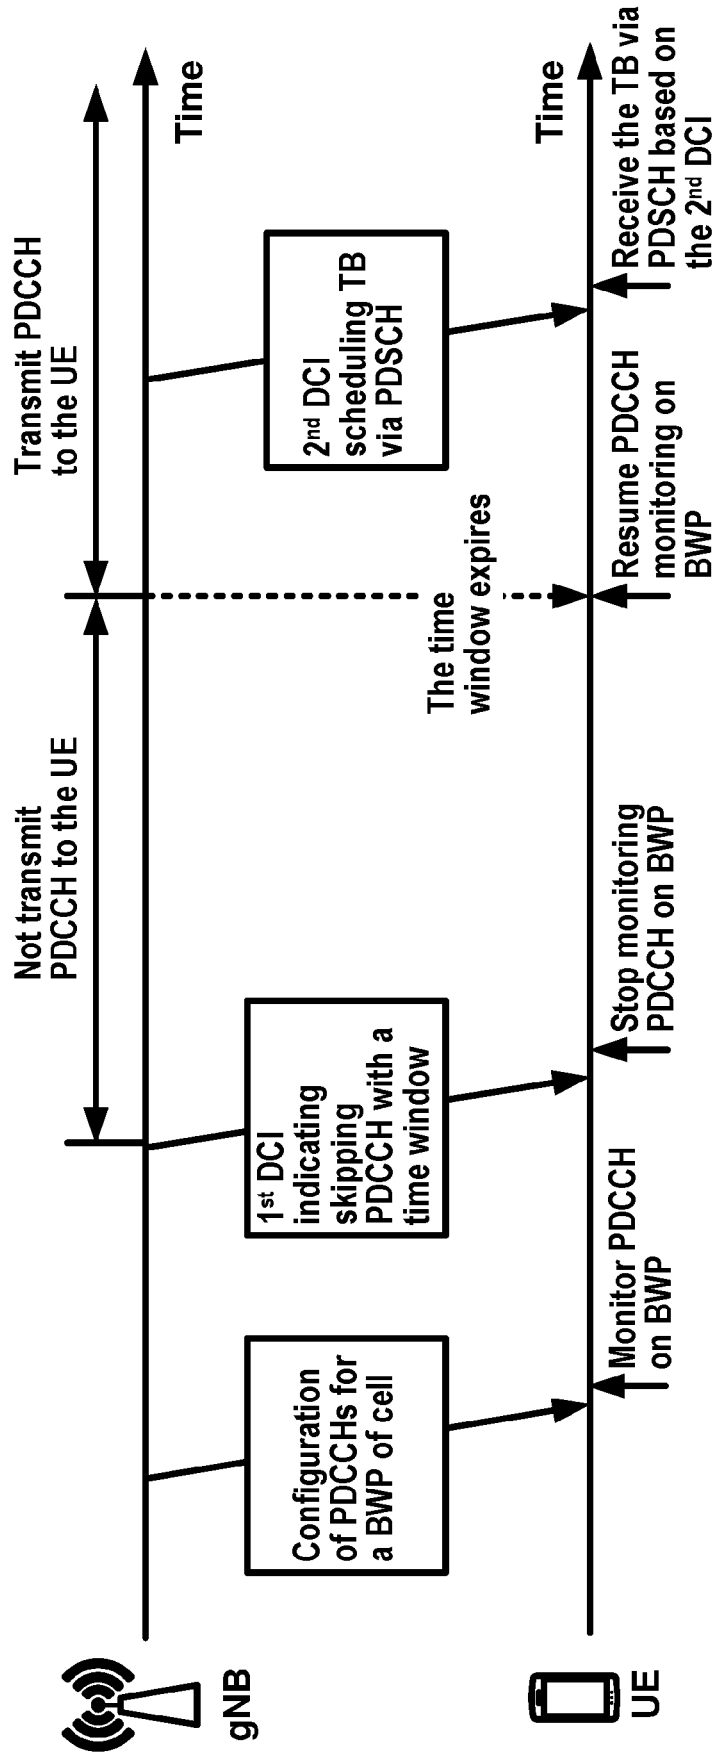 Not transmit
PDCCH to the UE
Transmit PDCCH
to the UE
Time
gNB
Configuration
of PDCCHs for
a BWP of cell
1st DCI
indicating
skipping
PDCCH with a
time window
The time
window expires
2nd DCI
scheduling TB
via PDSCH
Time
UE
Monitor PDCCH
on BWP
Stop monitoring
PDCCH on BWP
Resume PDCCH
monitoring on
BWP
Receive the TB via
PDSCH based on
the 2nd DCI